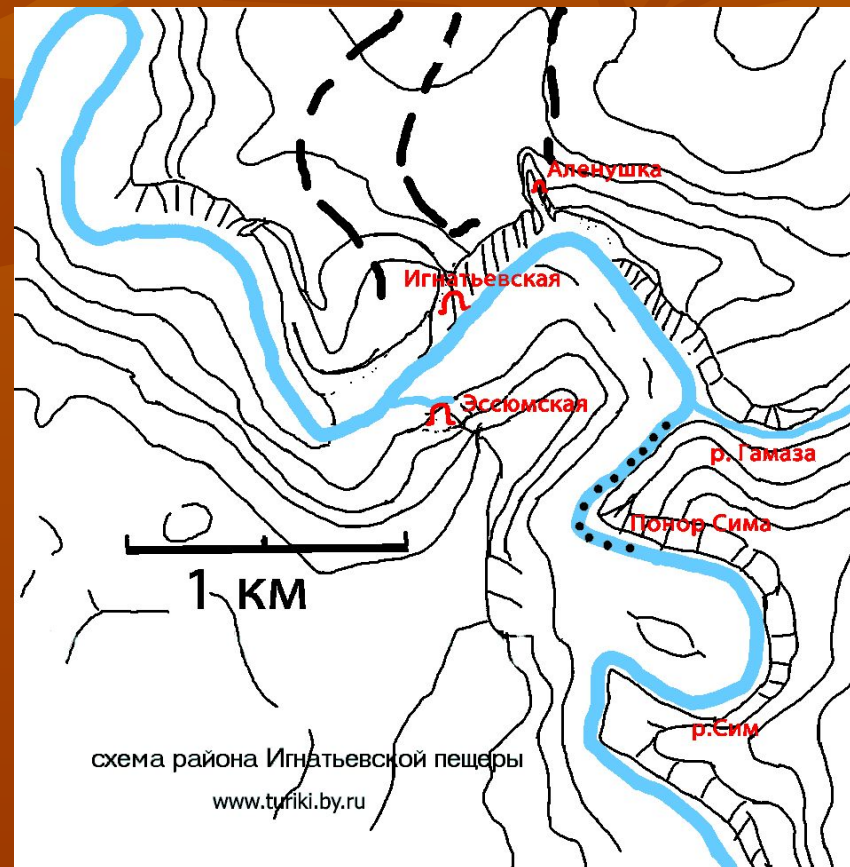 Аленушка
Игнатьевская
Эссюмская
р. Гамаза
Понор Сима
1 км
р.Сим
схема района Игнатьевской пещеры
www.turiki.by.ru